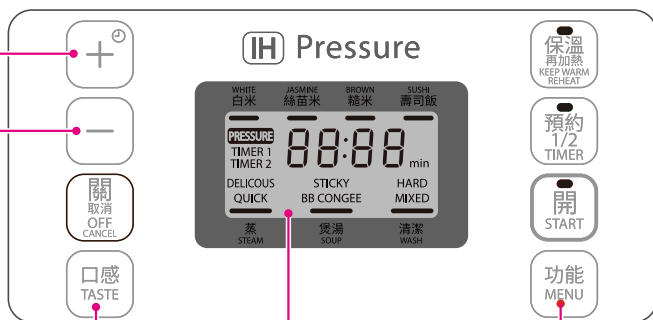 IH Pressure
+
−
關
取消
OFF
CANCEL
口感
TASTE
WHITE JASMINE BROWN SUSHI
白米 絲苗米 糙米 壽司飯
PRESSURE
TIMER 1
TIMER 2
88:88 min
DELICOUS STICKY HARD
QUICK BB CONGEE MIXED
蒸 煲湯 清潔
STEAM SOUP WASH
保溫
再加熱
KEEP WARM
REHEAT
預約
1/2
TIMER
開
START
功能
MENU